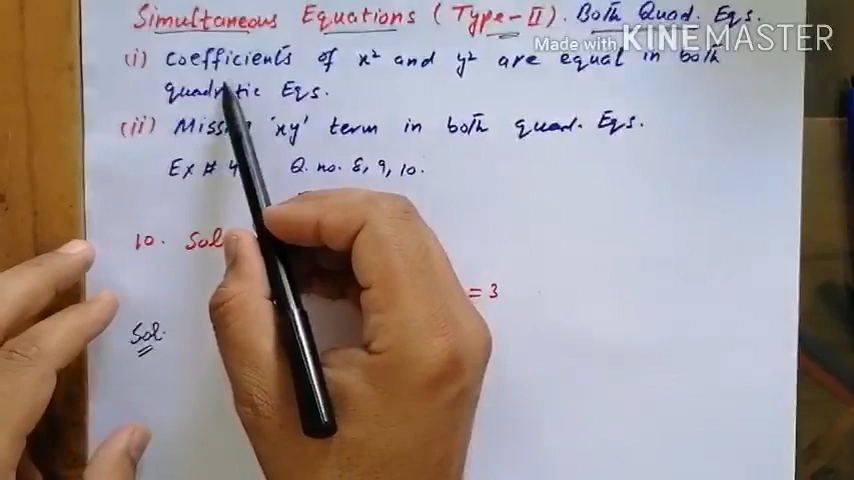 Simultaneous Equations (Type-II). Both Quad. Eqs.
Made with KINEMASTER
(i) Coefficients of x² and y² are equal in both
quadratic Eqs.
(ii) 'xy' term in both quad. Eqs.
Ex # 4 Q. no. 8, 9, 10.
10. Sol
= 3
Sol.